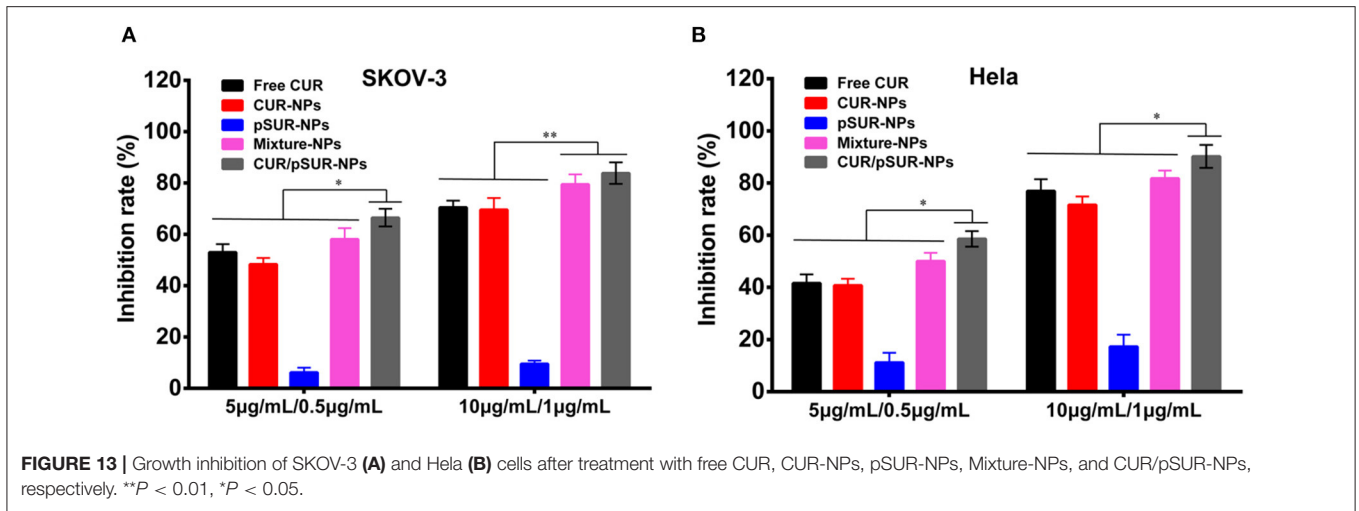 A
SKOV-3
Free CUR
CUR-NPs
pSUR-NPs
Mixture-NPs
CUR/pSUR-NPs
Inhibition rate (%)
120
100
80
60
40
20
0
*
**
5μg/mL/0.5μg/mL
10μg/mL/1μg/mL
B
Hela
Free CUR
CUR-NPs
pSUR-NPs
Mixture-NPs
CUR/pSUR-NPs
Inhibition rate (%)
120
100
80
60
40
20
0
*
*
5μg/mL/0.5μg/mL
10μg/mL/1μg/mL
FIGURE 13 | Growth inhibition of SKOV-3 (A) and Hela (B) cells after treatment with free CUR, CUR-NPs, pSUR-NPs, Mixture-NPs, and CUR/pSUR-NPs,
respectively. **P < 0.01, *P < 0.05.